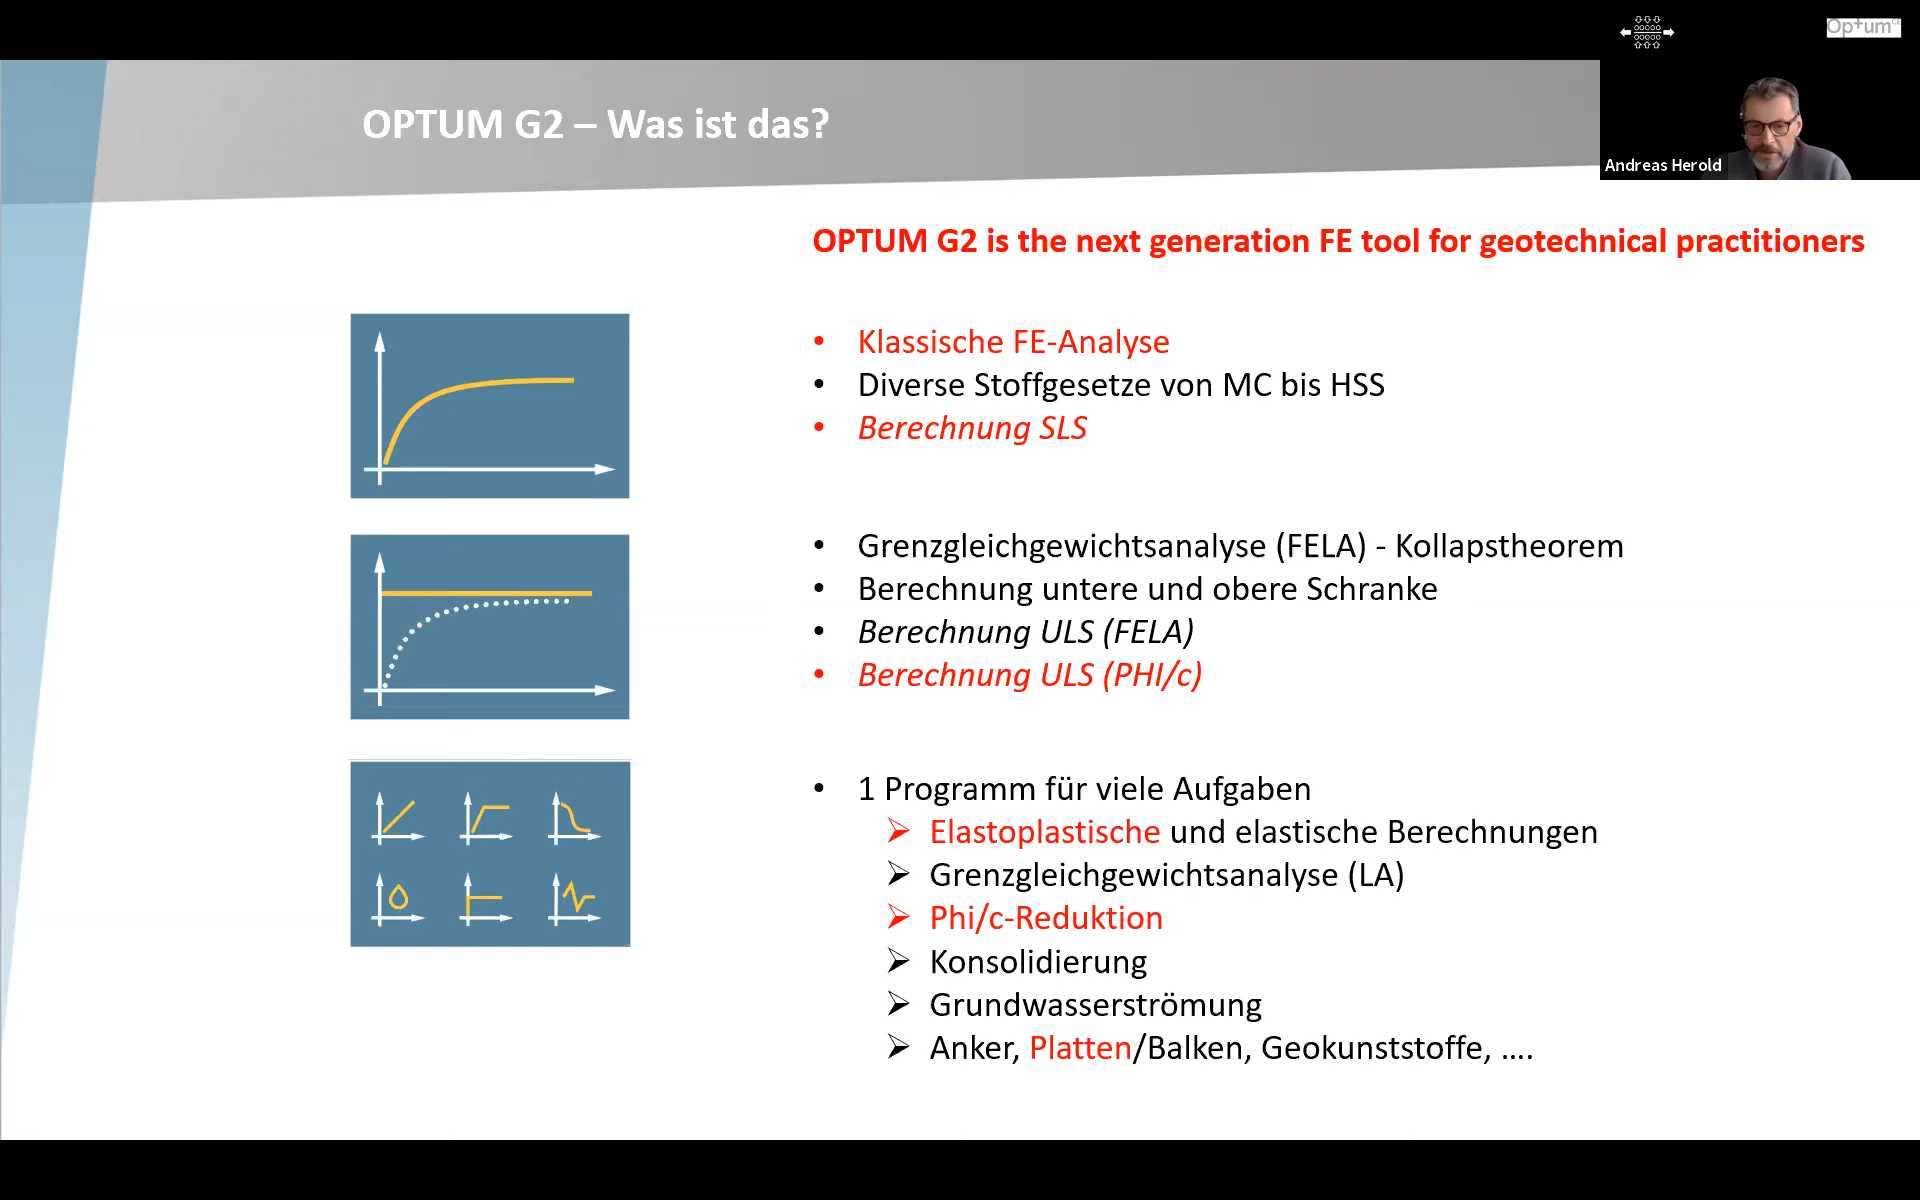 Optum CE
OPTUM G2 – Was ist das?
Andreas Herold
OPTUM G2 is the next generation FE tool for geotechnical practitioners
• Klassische FE-Analyse
• Diverse Stoffgesetze von MC bis HSS
• Berechnung SLS
• Grenzgleichgewichtsanalyse (FELA) - Kollapstheorem
• Berechnung untere und obere Schranke
• Berechnung ULS (FELA)
• Berechnung ULS (PHI/c)
• 1 Programm für viele Aufgaben
➢ Elastoplastische und elastische Berechnungen
➢ Grenzgleichgewichtsanalyse (LA)
➢ Phi/c-Reduktion
➢ Konsolidierung
➢ Grundwasserströmung
➢ Anker, Platten/Balken, Geokunststoffe, ....